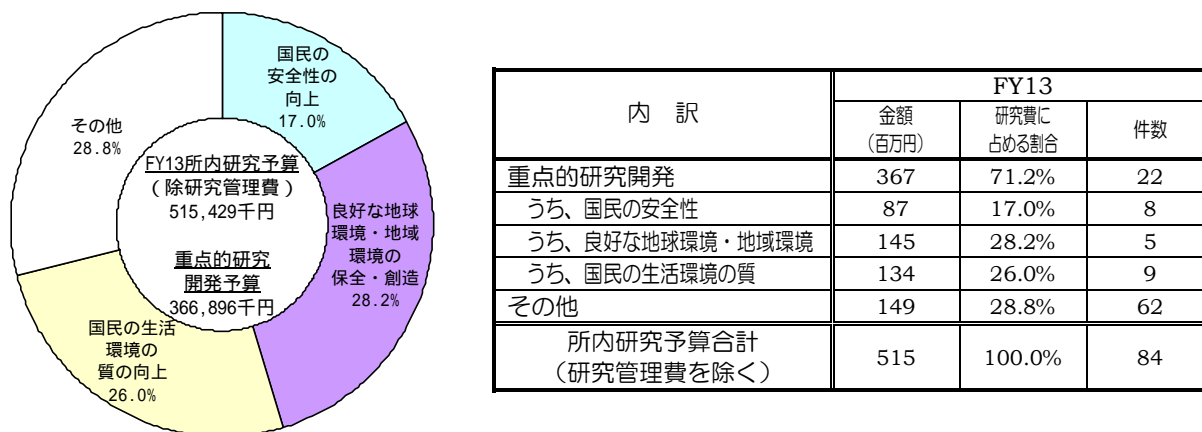 国民の
安全性の
向上
17.0%
その他
28.8%
FY13所内研究予算
(除研究管理費)
515,429千円
重点的研究
開発予算
366,896千円
良好な地球
環境・地域
環境の
保全・創造
28.2%
国民の生活
環境の
質の向上
26.0%
内 訳 FY13
金額 (百万円) 研究費に 占める割合 件数
重点的研究開発 367 71.2% 22
うち、国民の安全性 87 17.0% 8
うち、良好な地球環境・地域環境 145 28.2% 5
うち、国民の生活環境の質 134 26.0% 9
その他 149 28.8% 62
所内研究予算合計
(研究管理費を除く) 515 100.0% 84